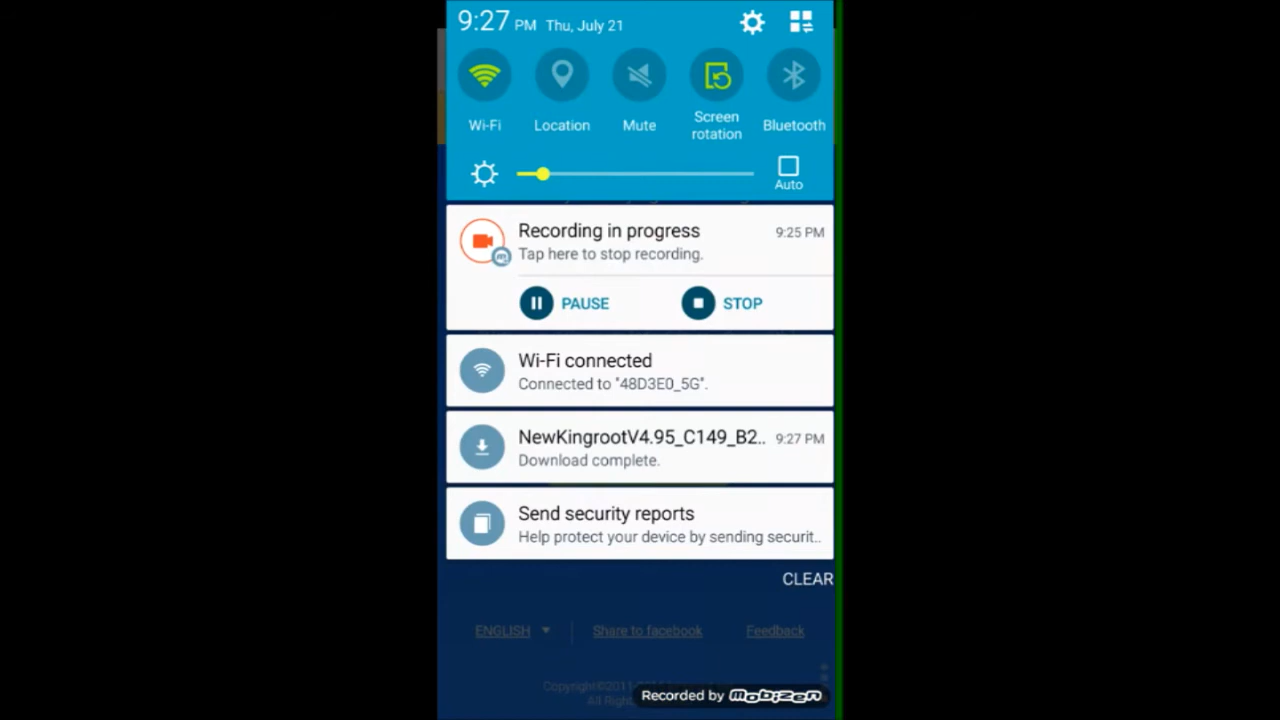 9:27 PM Thu, July 21
Wi-Fi
Location
Mute
Screen
rotation
Bluetooth
Auto
Recording in progress 9:25 PM
Tap here to stop recording.
PAUSE STOP
Wi-Fi connected
Connected to "48D3E0_5G".
NewKingrootV4.95_C149_B2.. 9:27 PM
Download complete.
Send security reports
Help protect your device by sending securit..
CLEAR
ENGLISH Share to facebook Feedback
Copyright©2011
All
Recorded by mobizen